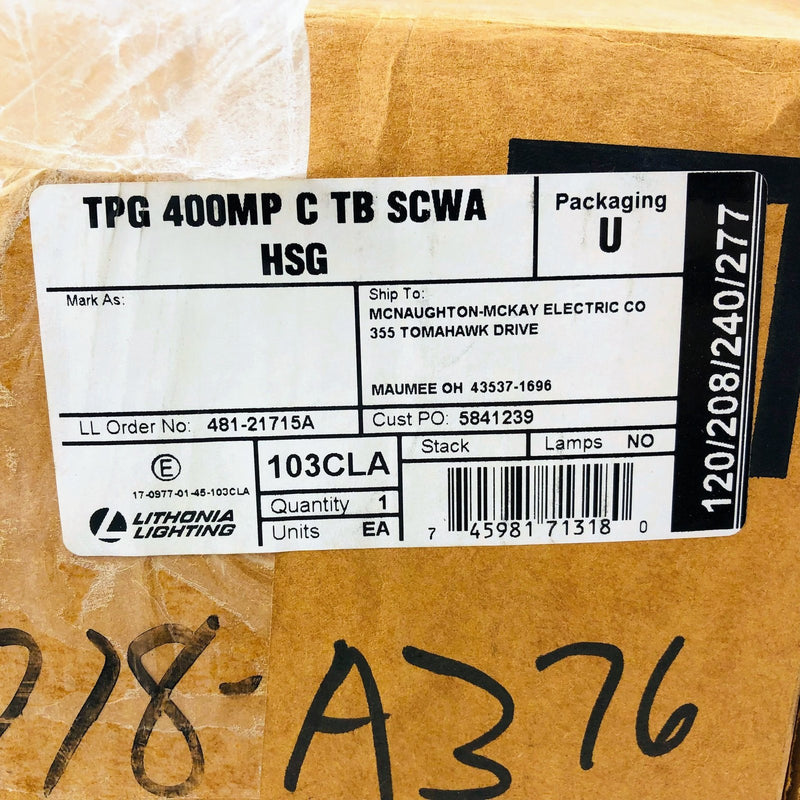 TPG 400MP C TB SCWA
HSG
Packaging
U
120/208/240/277
Mark As:
Ship To:
MCNAUGHTON-MCKAY ELECTRIC CO
355 TOMAHAWK DRIVE
MAUMEE OH 43537-1696
LL Order No: 481-21715A
Cust PO: 5841239
E
17-0977-01-45-103CLA
LITHONIA
LIGHTING
103CLA
Quantity 1
Units EA
Stack
Lamps NO
7 45981 71318 0
718-A376